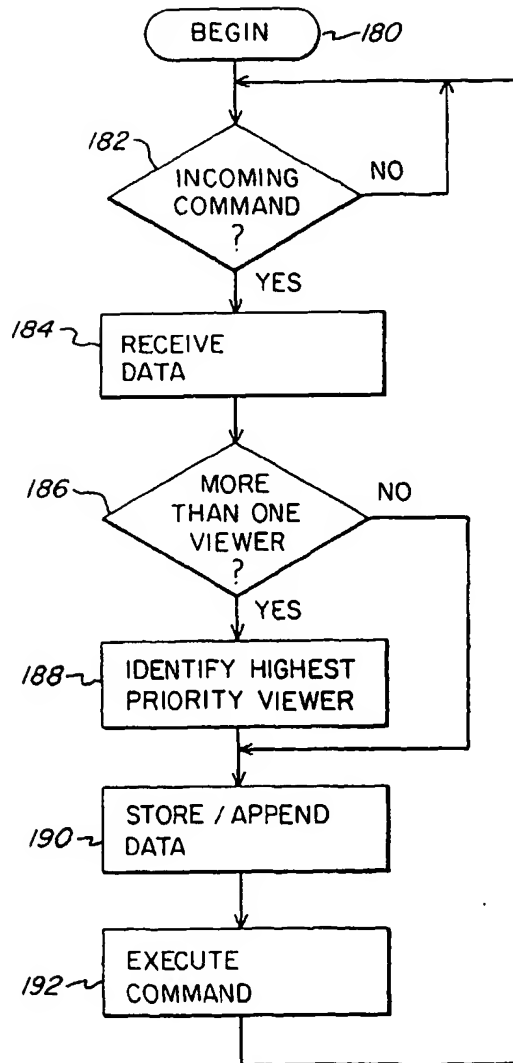 BEGIN
180
182
INCOMING
COMMAND
?
NO
YES
184
RECEIVE
DATA
186
MORE
THAN ONE
VIEWER
?
NO
YES
188
IDENTIFY HIGHEST
PRIORITY VIEWER
190
STORE / APPEND
DATA
192
EXECUTE
COMMAND